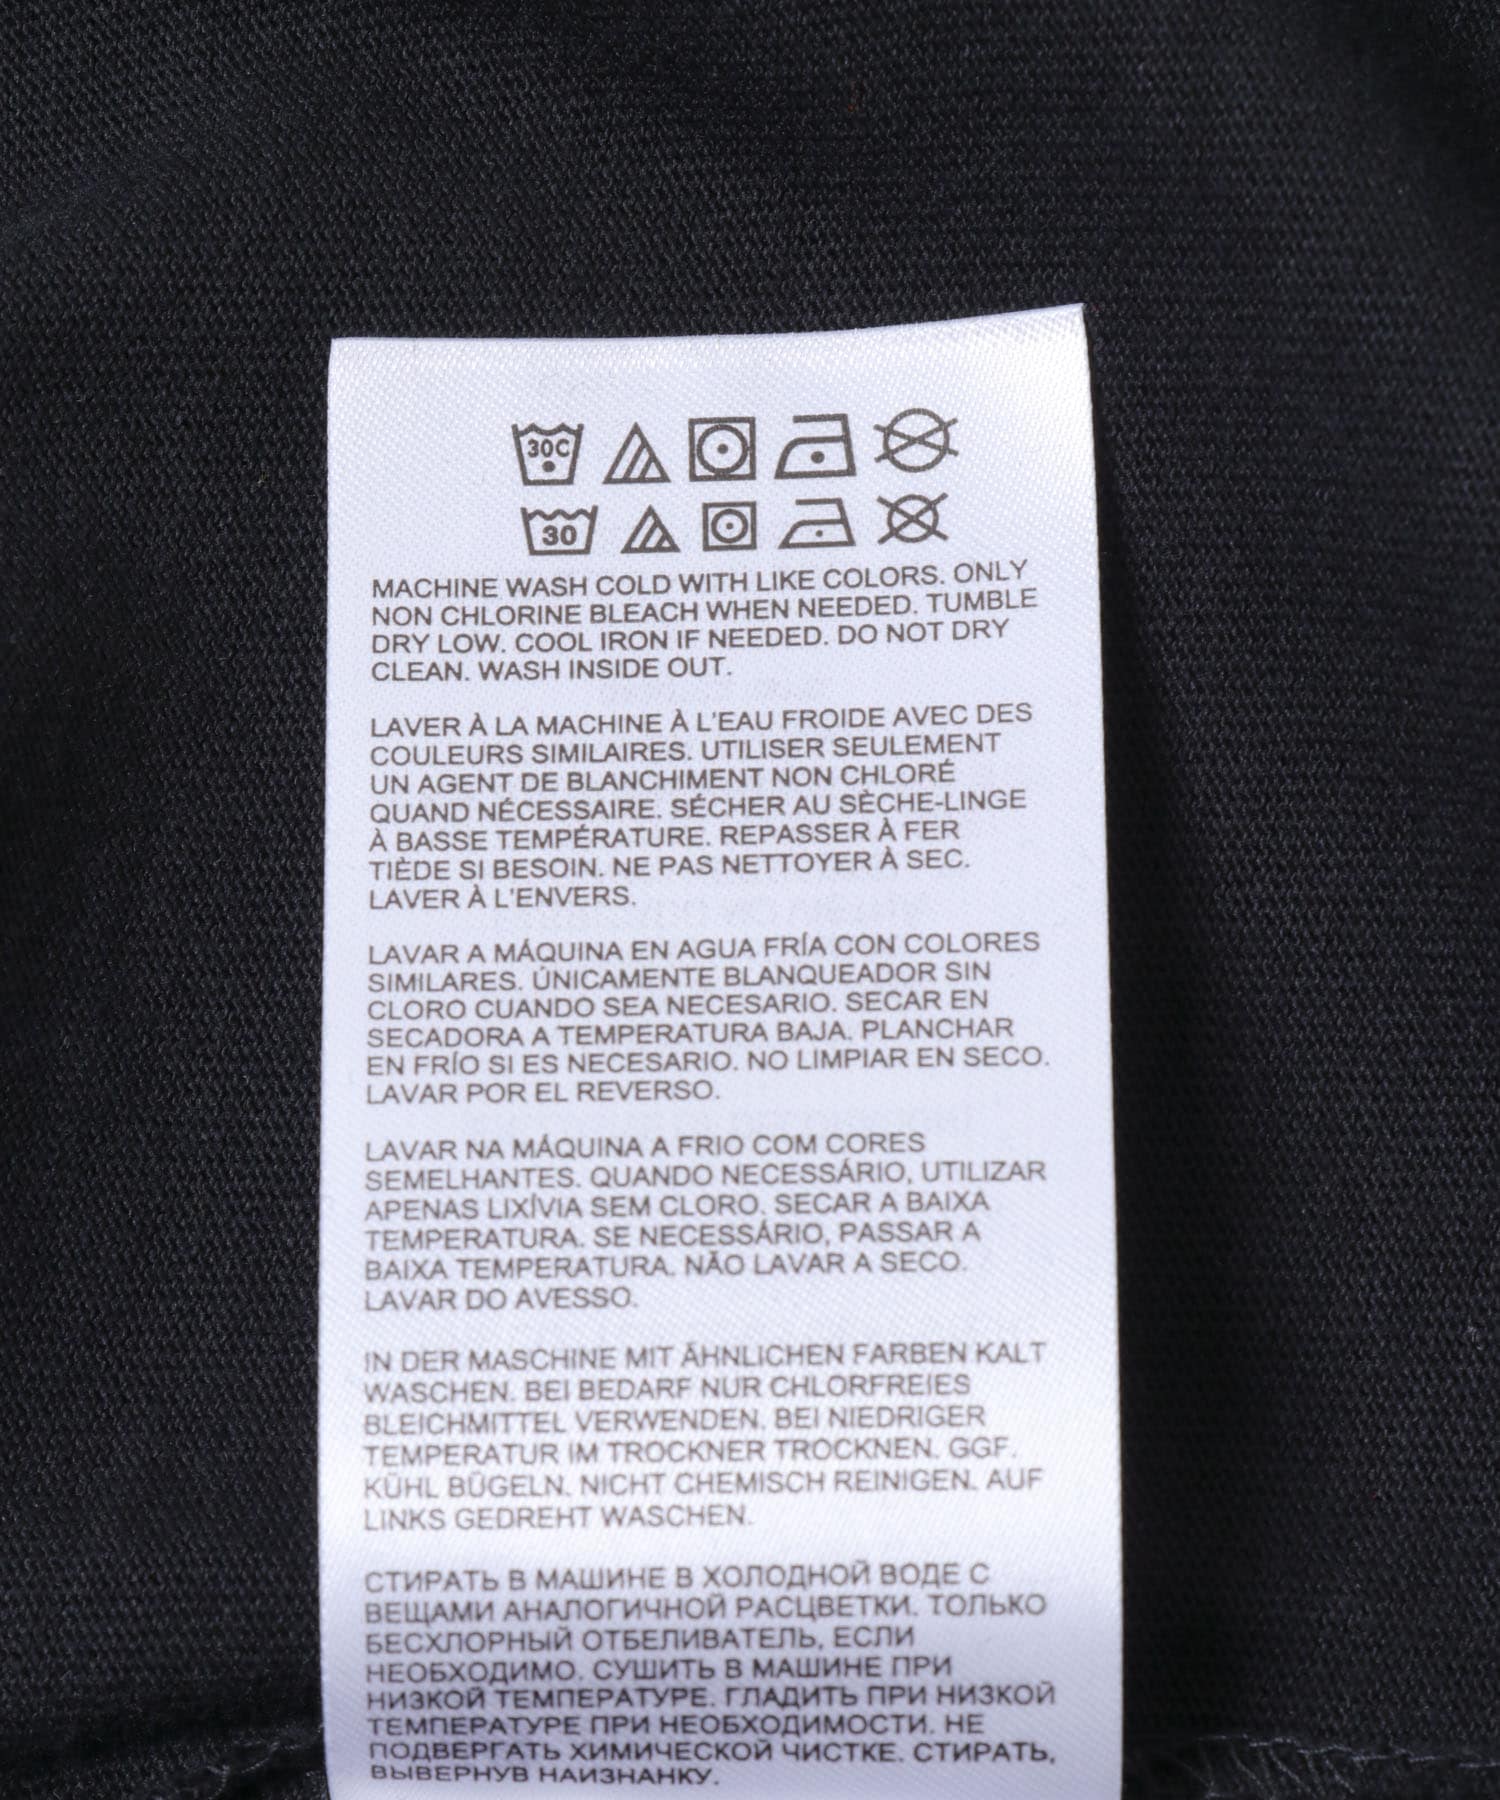 30C
30
MACHINE WASH COLD WITH LIKE COLORS. ONLY
NON CHLORINE BLEACH WHEN NEEDED. TUMBLE
DRY LOW. COOL IRON IF NEEDED. DO NOT DRY
CLEAN. WASH INSIDE OUT.
LAVER À LA MACHINE À L'EAU FROIDE AVEC DES
COULEURS SIMILAIRES. UTILISER SEULEMENT
UN AGENT DE BLANCHIMENT NON CHLORÉ
QUAND NÉCESSAIRE. SÉCHER AU SÈCHE-LINGE
À BASSE TEMPÉRATURE. REPASSER À FER
TIÈDE SI BESOIN. NE PAS NETTOYER À SEC.
LAVER À L'ENVERS.
LAVAR A MÁQUINA EN AGUA FRÍA CON COLORES
SIMILARES. ÚNICAMENTE BLANQUEADOR SIN
CLORO CUANDO SEA NECESARIO. SECAR EN
SECADORA A TEMPERATURA BAJA. PLANCHAR
EN FRÍO SI ES NECESARIO. NO LIMPIAR EN SECO.
LAVAR POR EL REVERSO.
LAVAR NA MÁQUINA A FRIO COM CORES
SEMELHANTES. QUANDO NECESSÁRIO, UTILIZAR
APENAS LIXÍVIA SEM CLORO. SECAR A BAIXA
TEMPERATURA. SE NECESSÁRIO, PASSAR A
BAIXA TEMPERATURA. NÃO LAVAR A SECO.
LAVAR DO AVESSO.
IN DER MASCHINE MIT ÄHNLICHEN FARBEN KALT
WASCHEN. BEI BEDARF NUR CHLORFREIES
BLEICHMITTEL VERWENDEN. BEI NIEDRIGER
TEMPERATUR IM TROCKNER TROCKNEN. GGF.
KÜHL BÜGELN. NICHT CHEMISCH REINIGEN. AUF
LINKS GEDREHT WASCHEN.
СТИРАТЬ В МАШИНЕ В ХОЛОДНОЙ ВОДЕ С
ВЕЩАМИ АНАЛОГИЧНОЙ РАСЦВЕТКИ. ТОЛЬКО
БЕСХЛОРНЫЙ ОТБЕЛИВАТЕЛЬ, ЕСЛИ
НЕОБХОДИМО. СУШИТЬ В МАШИНЕ ПРИ
НИЗКОЙ ТЕМПЕРАТУРЕ. ГЛАДИТЬ ПРИ НИЗКОЙ
ТЕМПЕРАТУРЕ ПРИ НЕОБХОДИМОСТИ. НЕ
ПОДВЕРГАТЬ ХИМИЧЕСКОЙ ЧИСТКЕ. СТИРАТЬ,
ВЫВЕРНУВ НАИЗНАНКУ.